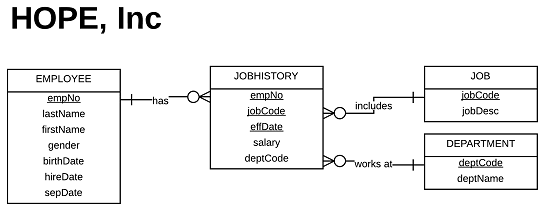 HOPE, Inc
EMPLOYEE
empNo
lastName
firstName
gender
birthDate
hireDate
sepDate
has
JOBHISTORY
empNo
jobCode
effDate
salary
deptCode
includes
works at
JOB
jobCode
jobDesc
DEPARTMENT
deptCode
deptName